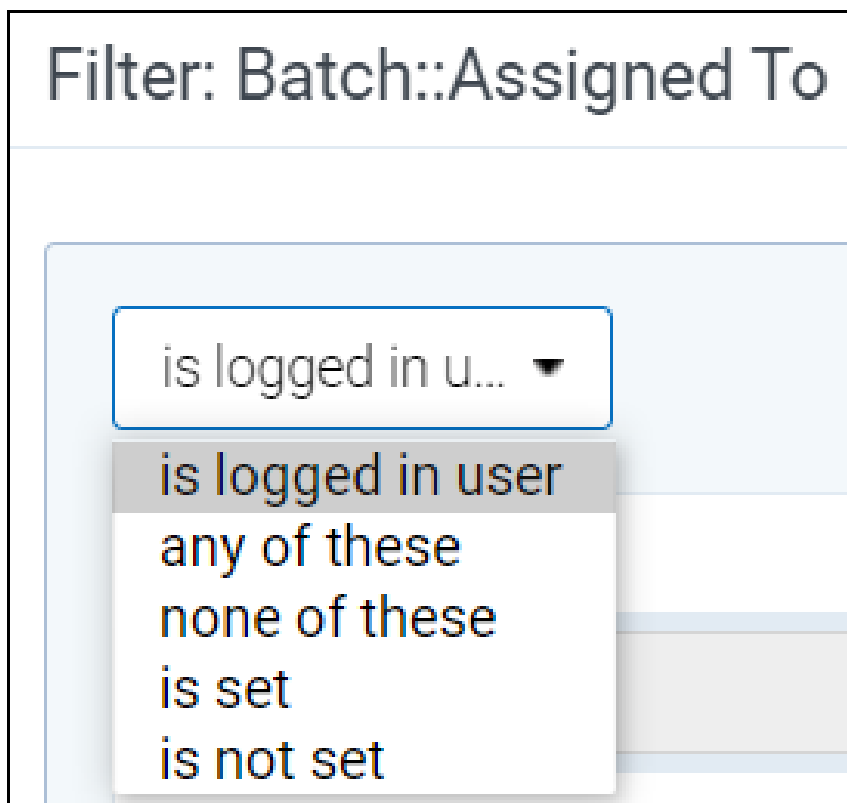 Filter: Batch::Assigned To
is logged in u...
is logged in user
any of these
none of these
is set
is not set